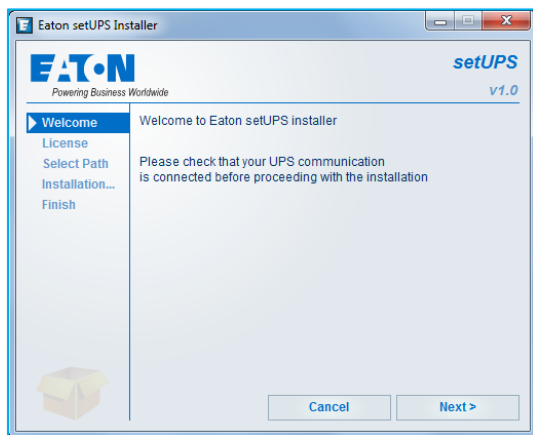 Eaton setUPS Installer
EATON
Powering Business Worldwide
setUPS
v1.0
Welcome
License
Select Path
Installation...
Finish
Welcome to Eaton setUPS installer
Please check that your UPS communication
is connected before proceeding with the installation
Cancel
Next >